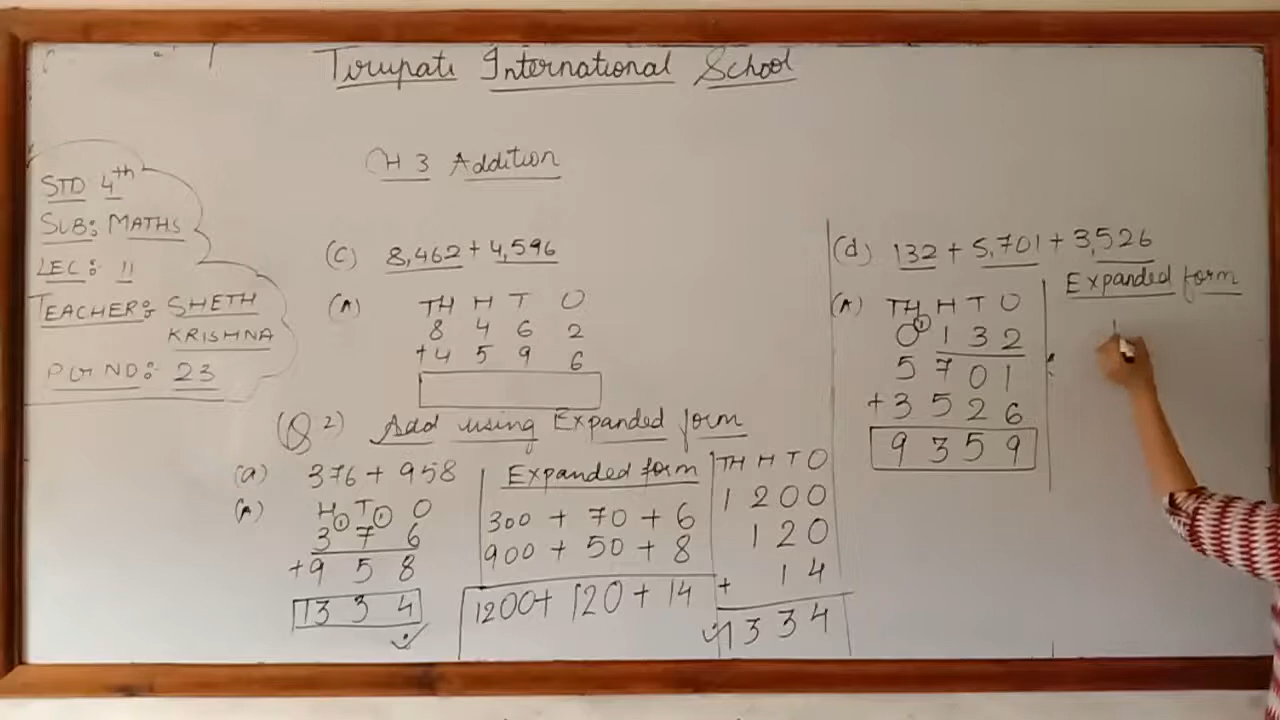 Tirupati International School
CH 3 Addition
STD 4th
SUB: MATHS
LEC: 11
TEACHER: SHETH
KRISHNA
23
(C) 8,462 + 4,596
(A) TH H T O
8 4 6 2
+4 5 9 6
(Q 2) Add using Expanded form
(a) 376 + 958
(A) H T O
① ①
3 7 6
+9 5 8
13 3 4
Expanded form
300 + 70 + 6
900 + 50 + 8
1200 + 120 + 14
TH H T O
1 2 0 0
1 2 0
+ 1 4
1 3 3 4
(d) 132 + 5,701 + 3,526
(A) TH H T O
①
0 1 3 2
5 7 0 1
+ 3 5 2 6
9 3 5 9
Expanded form